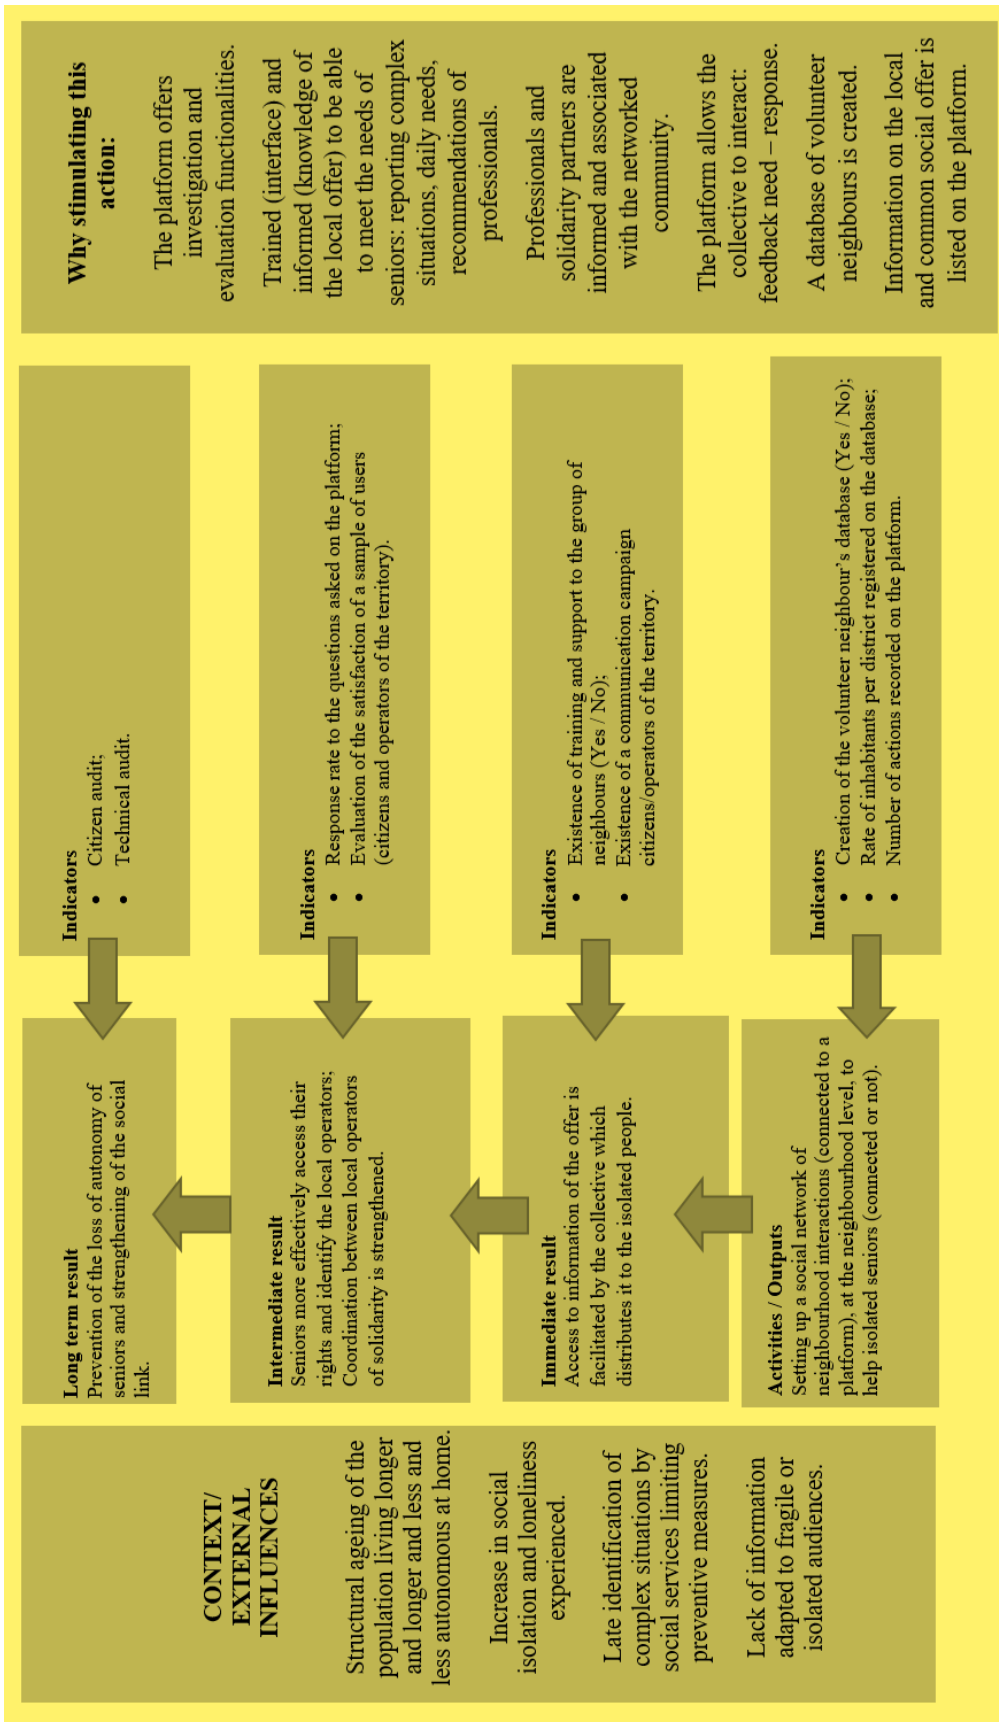 CONTEXT/
EXTERNAL
INFLUENCES
Structural ageing of the
population living longer
and longer and less and
less autonomous at home.
Increase in social
isolation and loneliness
experienced.
Late identification of
complex situations by
social services limiting
preventive measures.
Lack of information
adapted to fragile or
isolated audiences.
Long term result
Prevention of the loss of autonomy of
seniors and strengthening of the social
link.
Intermediate result
Seniors more effectively access their
rights and identify the local operators;
Coordination between local operators
of solidarity is strengthened.
Immediate result
Access to information of the offer is
facilitated by the collective which
distributes it to the isolated people.
Activities / Outputs
Setting up a social network of
neighbourhood interactions (connected to a
platform), at the neighbourhood level, to
help isolated seniors (connected or not).
Indicators
• Citizen audit;
• Technical audit.
Indicators
• Response rate to the questions asked on the platform;
• Evaluation of the satisfaction of a sample of users
(citizens and operators of the territory).
Indicators
• Existence of training and support to the group of
neighbours (Yes / No);
• Existence of a communication campaign
citizens/operators of the territory.
Indicators
• Creation of the volunteer neighbour’s database (Yes / No);
• Rate of inhabitants per district registered on the database;
• Number of actions recorded on the platform.
Why stimulating this
action:
The platform offers
investigation and
evaluation functionalities.
Trained (interface) and
informed (knowledge of
the local offer) to be able
to meet the needs of
seniors: reporting complex
situations, daily needs,
recommendations of
professionals.
Professionals and
solidarity partners are
informed and associated
with the networked
community.
The platform allows the
collective to interact:
feedback need – response.
A database of volunteer
neighbours is created.
Information on the local
and common social offer is
listed on the platform.